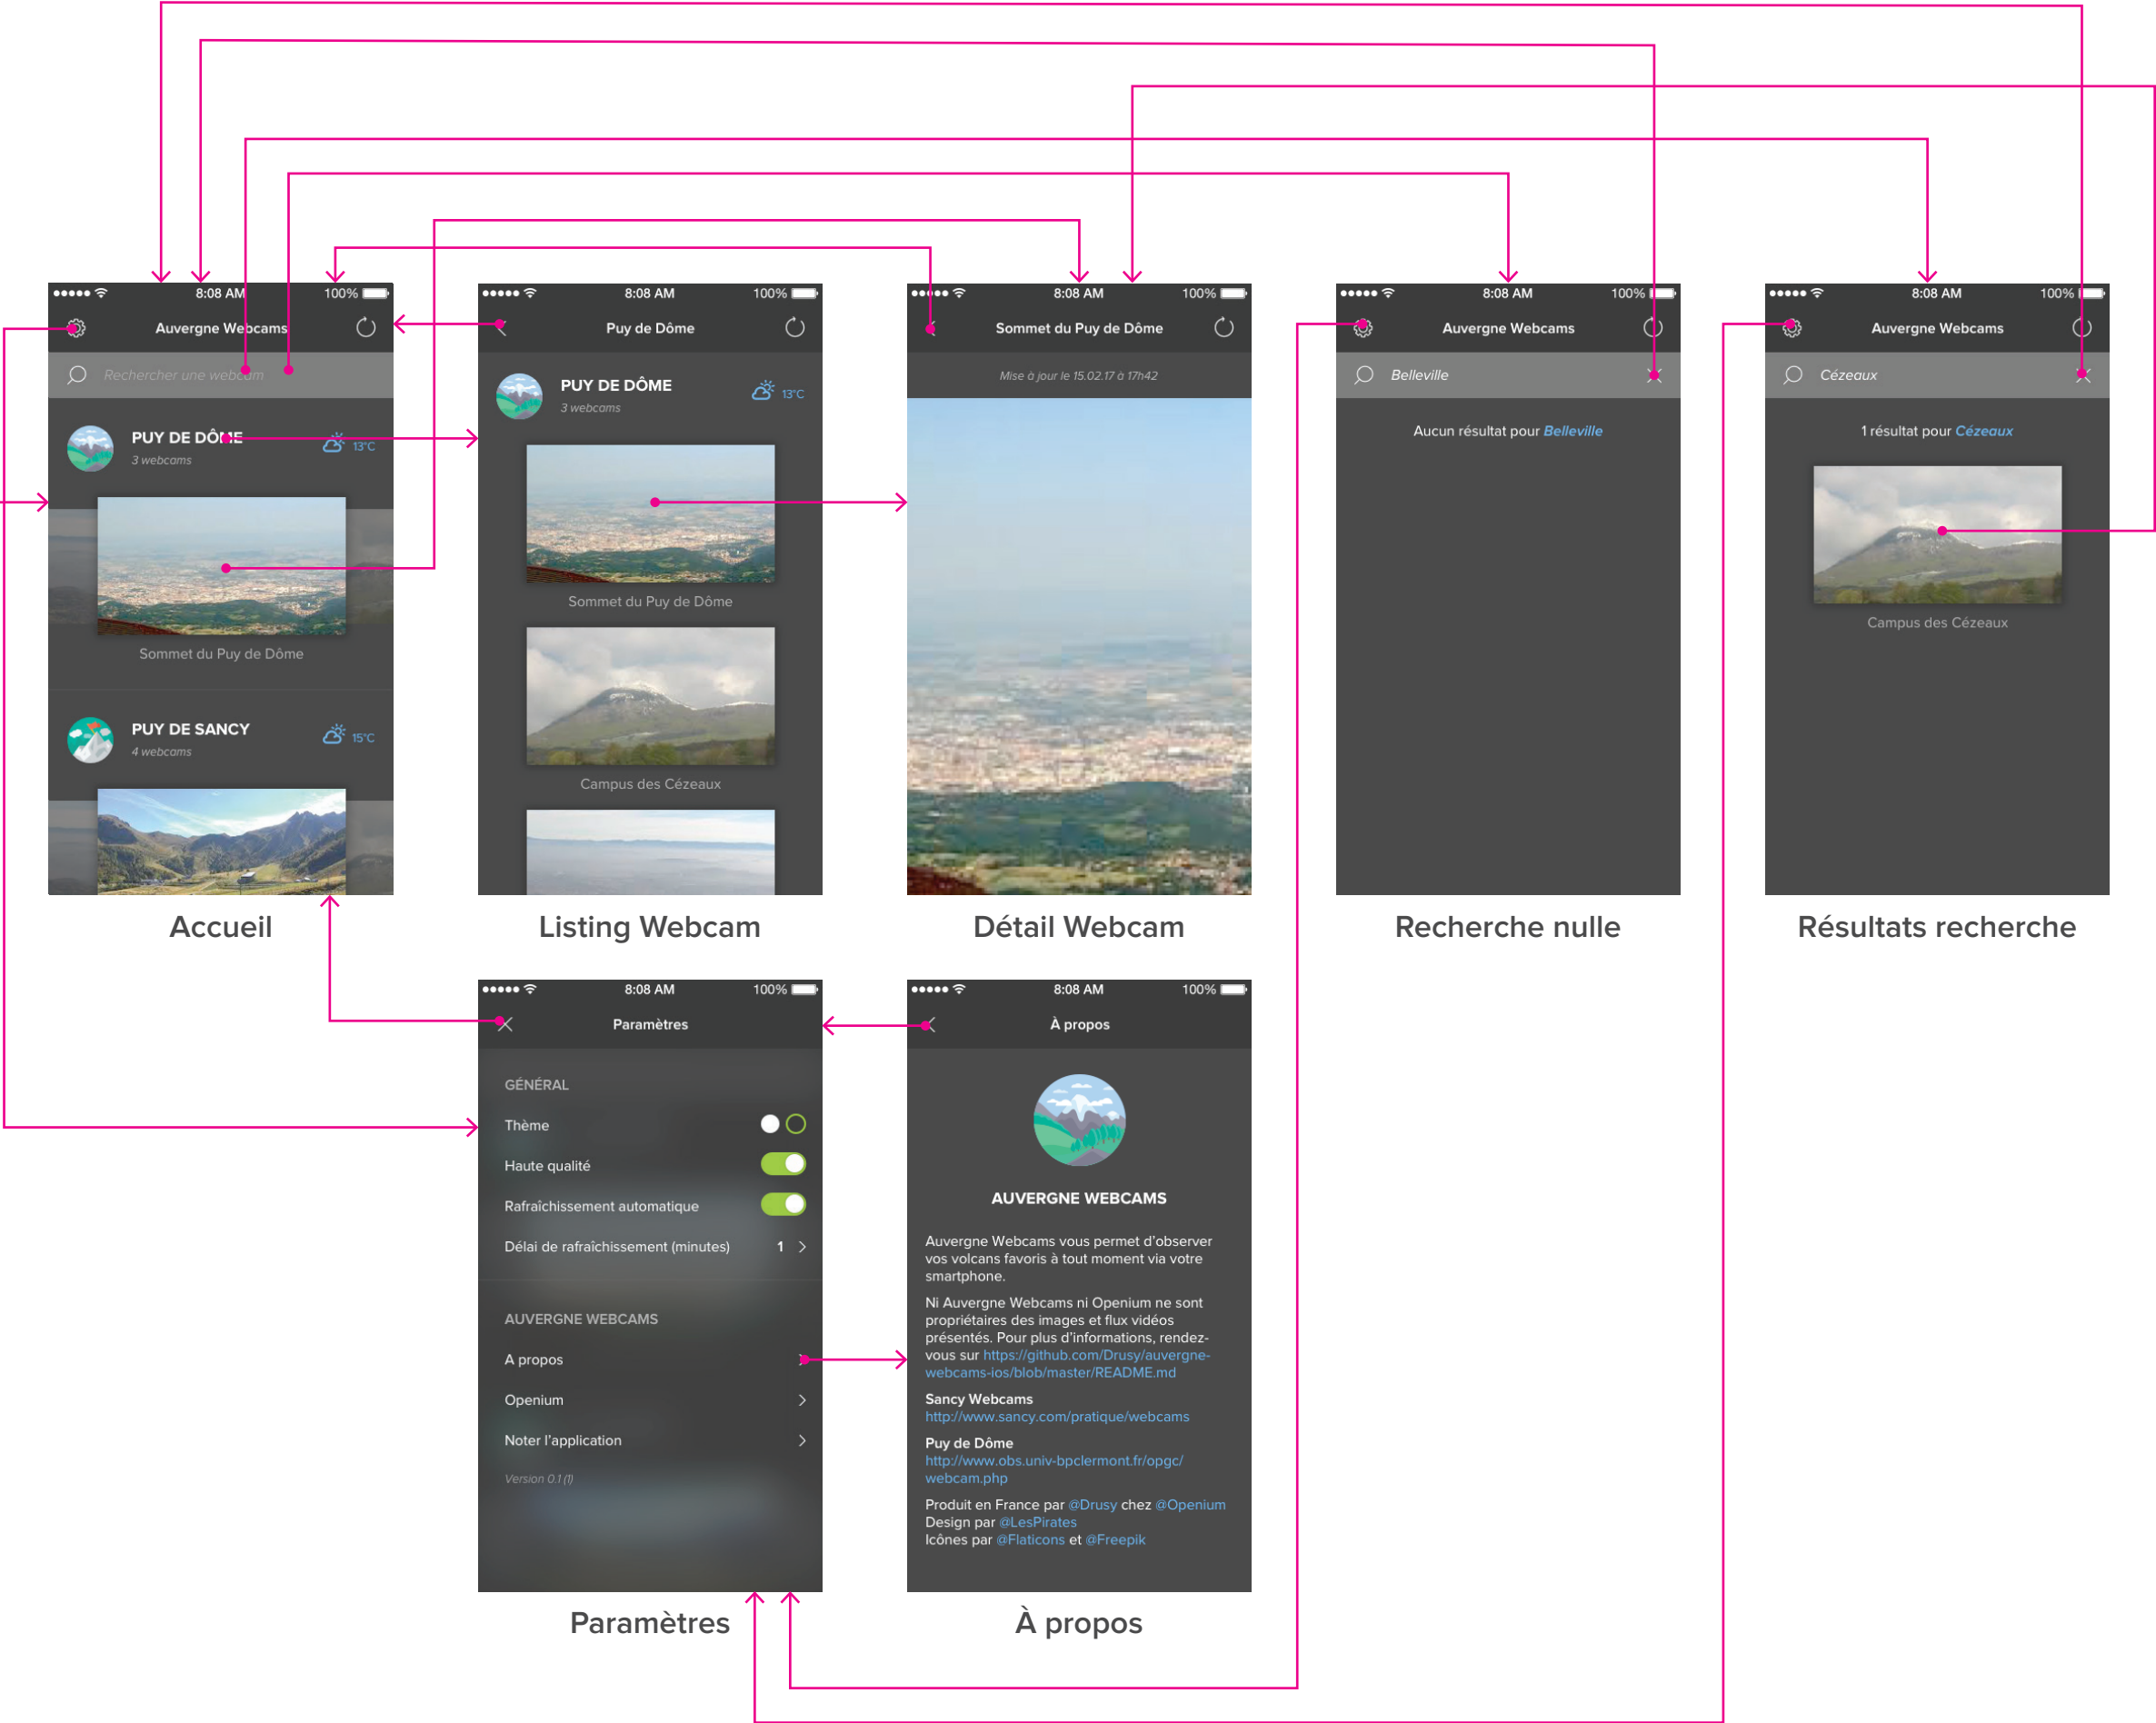 8:08 AM
100%
Auvergne Webcams
Rechercher une webcam
PUY DE DÔME
3 webcams
13°C
Sommet du Puy de Dôme
PUY DE SANCY
4 webcams
15°C
Accueil
8:08 AM
100%
Puy de Dôme
PUY DE DÔME
3 webcams
13°C
Sommet du Puy de Dôme
Campus des Cézeaux
Listing Webcam
8:08 AM
100%
Sommet du Puy de Dôme
Mise à jour le 15.02.17 à 17h42
Détail Webcam
8:08 AM
100%
Auvergne Webcams
Belleville
Aucun résultat pour Belleville
Recherche nulle
8:08 AM
100%
Auvergne Webcams
Cézeaux
1 résultat pour Cézeaux
Campus des Cézeaux
Résultats recherche
8:08 AM
100%
Paramètres
GÉNÉRAL
Thème
Haute qualité
Rafraîchissement automatique
Délai de rafraîchissement (minutes) 1
AUVERGNE WEBCAMS
A propos
Openium
Noter l'application
Version 0.1 (1)
Paramètres
8:08 AM
100%
À propos
AUVERGNE WEBCAMS
Auvergne Webcams vous permet d'observer
vos volcans favoris à tout moment via votre
smartphone.
Ni Auvergne Webcams ni Openium ne sont
propriétaires des images et flux vidéos
présentés. Pour plus d'informations, rendez-
vous sur https://github.com/Drusy/auvergne-
webcams-ios/blob/master/README.md
Sancy Webcams
http://www.sancy.com/pratique/webcams
Puy de Dôme
http://www.obs.univ-bpclermont.fr/opgc/
webcam.php
Produit en France par @Drusy chez @Openium
Design par @LesPirates
Icônes par @Flaticons et @Freepik
À propos